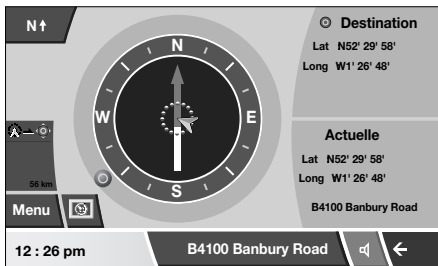 N↑
Destination
Lat N52' 29' 58'
Long W1' 26' 48'
N
W
E
S
Actuelle
Lat N52' 29' 58'
Long W1' 26' 48'
B4100 Banbury Road
56 km
Menu
12 : 26 pm
B4100 Banbury Road